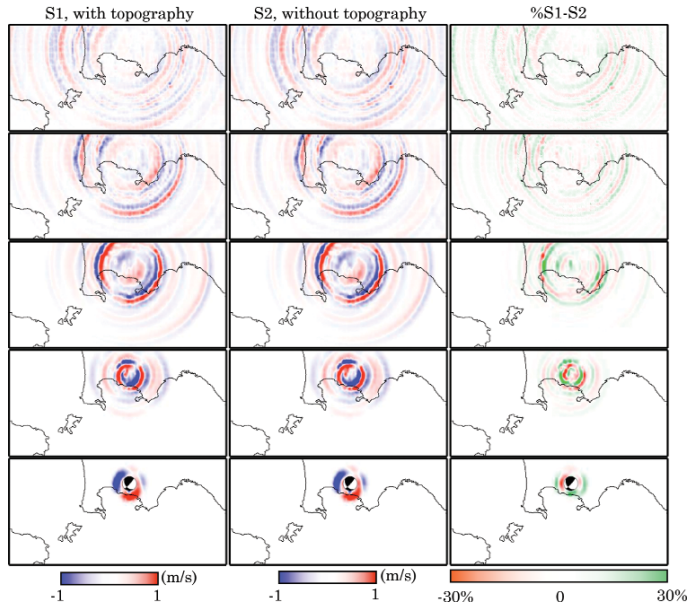 S1, with topography
S2, without topography
%S1-S2
(m/s)
-1
1
(m/s)
-1
1
-30%
0
30%